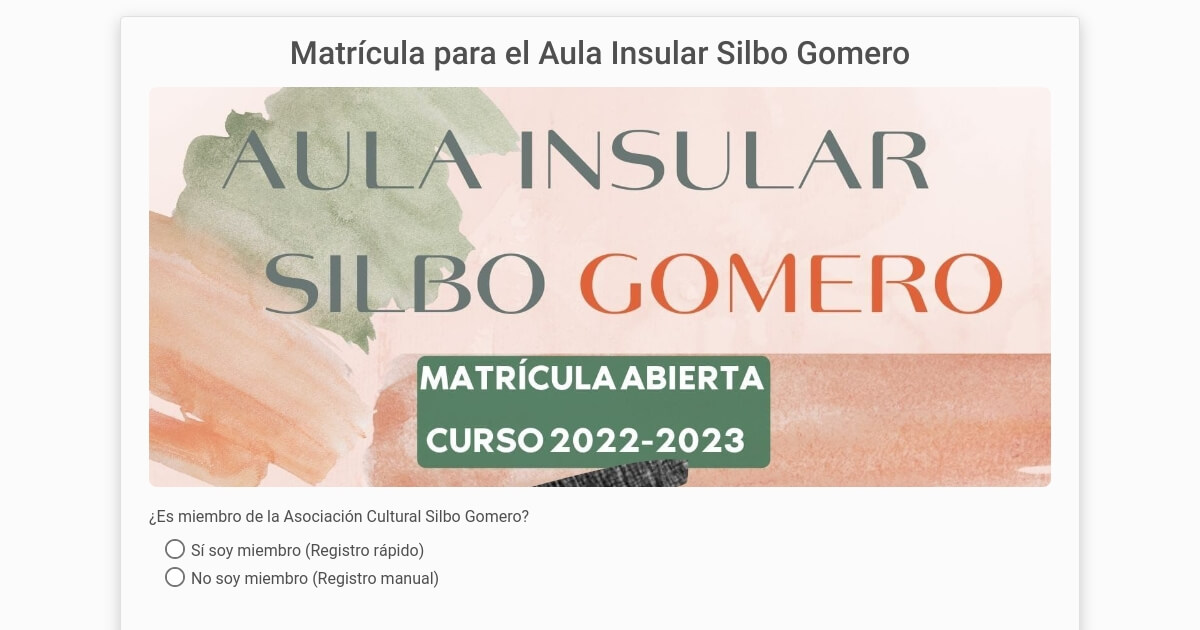 Matrícula para el Aula Insular Silbo Gomero
AULA INSULAR
SILBO GOMERO
MATRÍCULA ABIERTA
CURSO 2022-2023
¿Es miembro de la Asociación Cultural Silbo Gomero?
Sí soy miembro (Registro rápido)
No soy miembro (Registro manual)